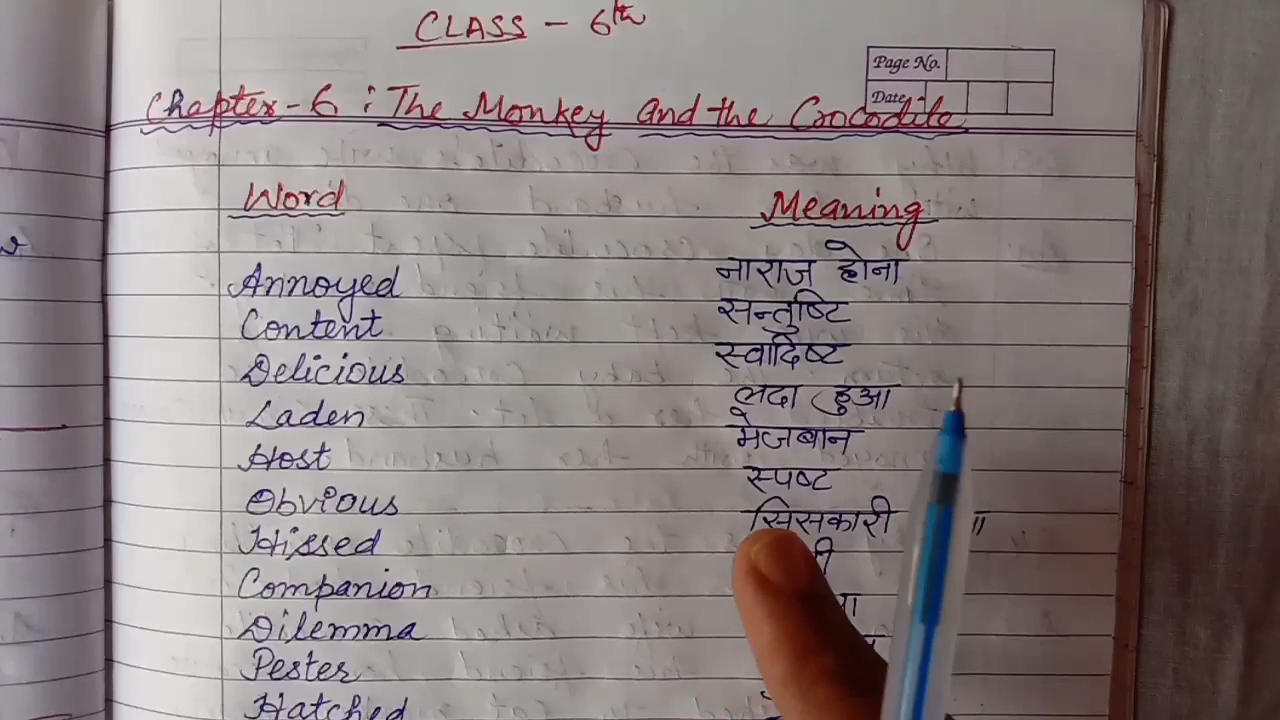 CLASS - 6th
Page No.
Date
Chapter-6 : The Monkey and the Crocodile
Word Meaning
Annoyed नाराज होना
Content सन्तुष्टि
Delicious स्वादिष्ट
Laden लदा हुआ
Host मेजबान
Obvious स्पष्ट
Hissed सिसकारी
Companion
Dilemma
Pester
Hatched